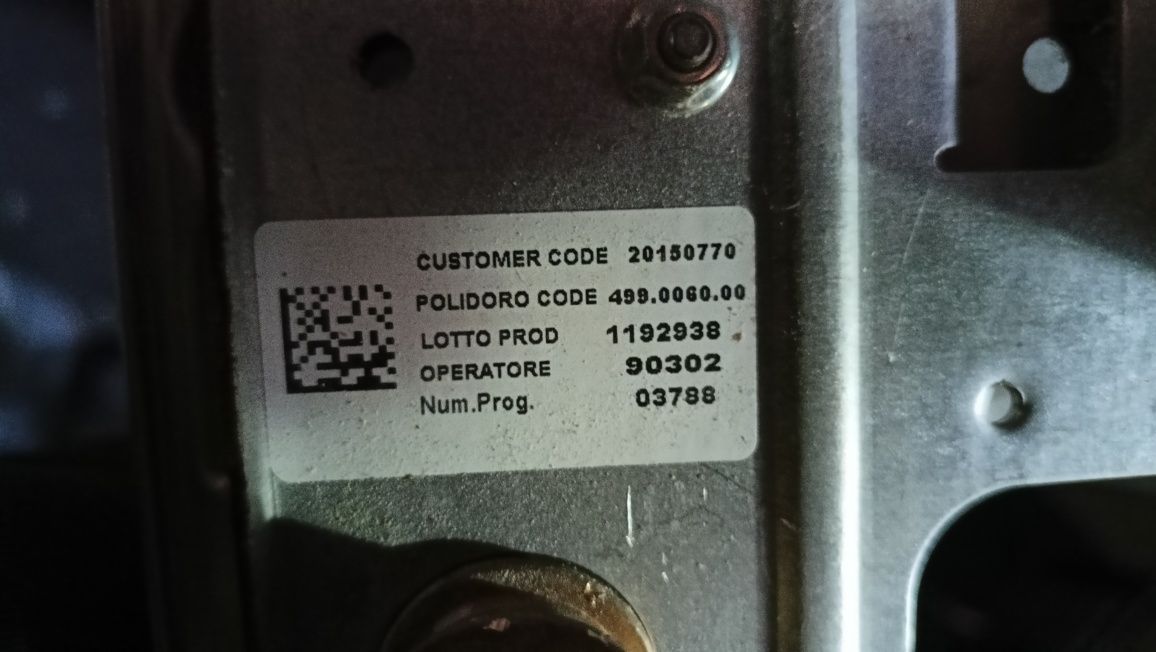 CUSTOMER CODE 20150770
POLIDORO CODE 499.0060.00
LOTTO PROD 1192938
OPERATORE 90302
Num.Prog. 03788